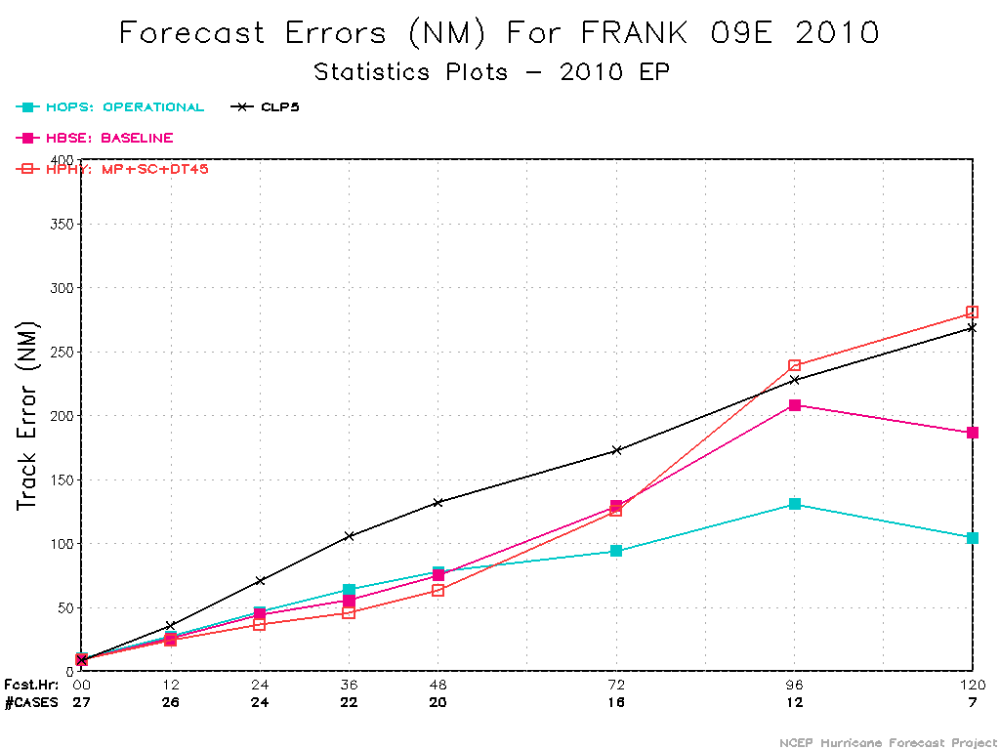 Forecast Errors (NM) For FRANK 09E 2010
Statistics Plots - 2010 EP
HOPS: OPERATIONAL CLP5
HBSE: BASELINE
HPHY: MP+SC+DT45
400
350
300
250
200
150
100
50
0
Track Error (NM)
Fcst.Hr: 00 12 24 36 48 72 96 120
#CASES 27 26 24 22 20 16 12 7
NCEP Hurricane Forecast Project